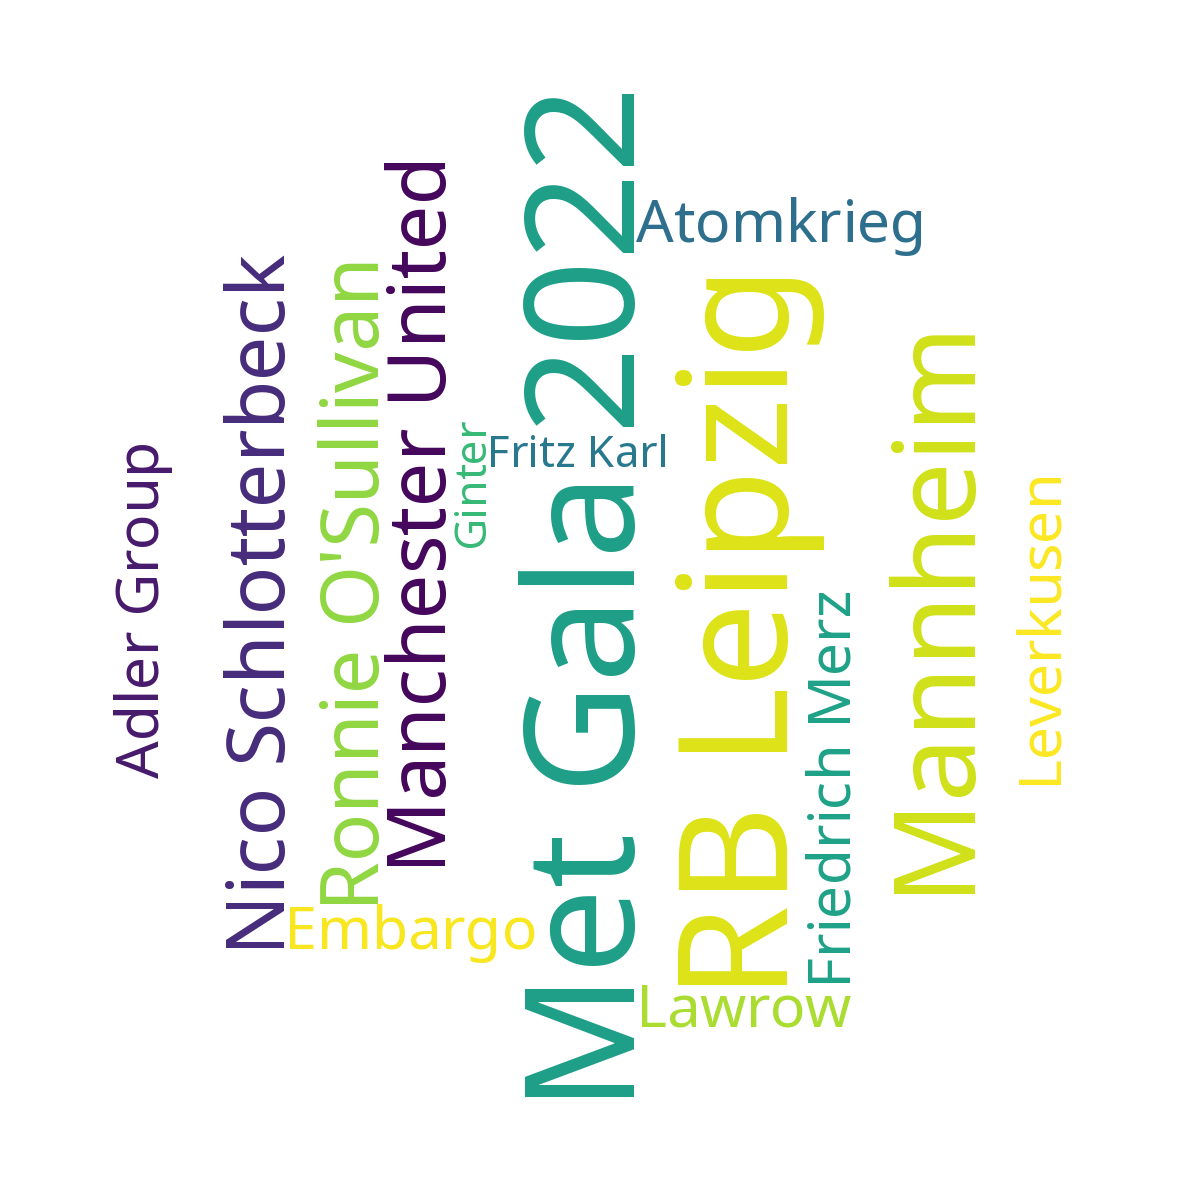 Adler Group
Nico Schlotterbeck
Ronnie O'Sullivan
Manchester United
Embargo
Ginter
Fritz Karl
Met Gala 2022
Atomkrieg
RB Leipzig
Lawrow
Friedrich Merz
Mannheim
Leverkusen